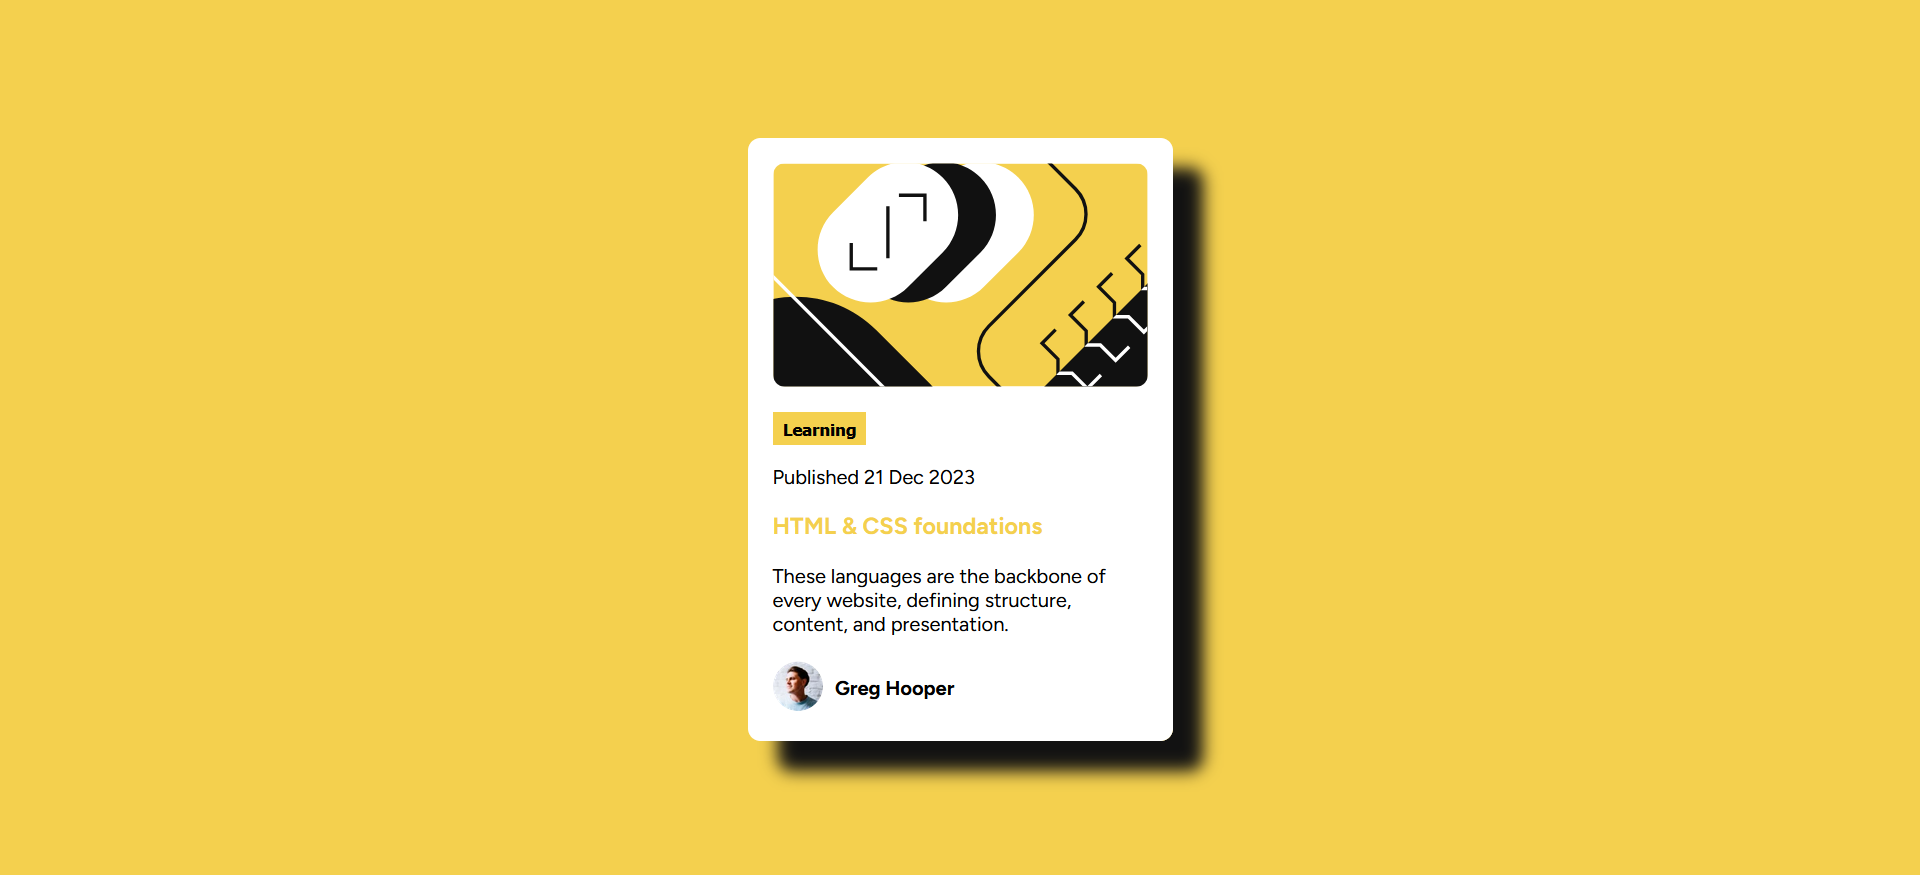 Learning
Published 21 Dec 2023
HTML & CSS foundations
These languages are the backbone of
every website, defining structure,
content, and presentation.
Greg Hooper